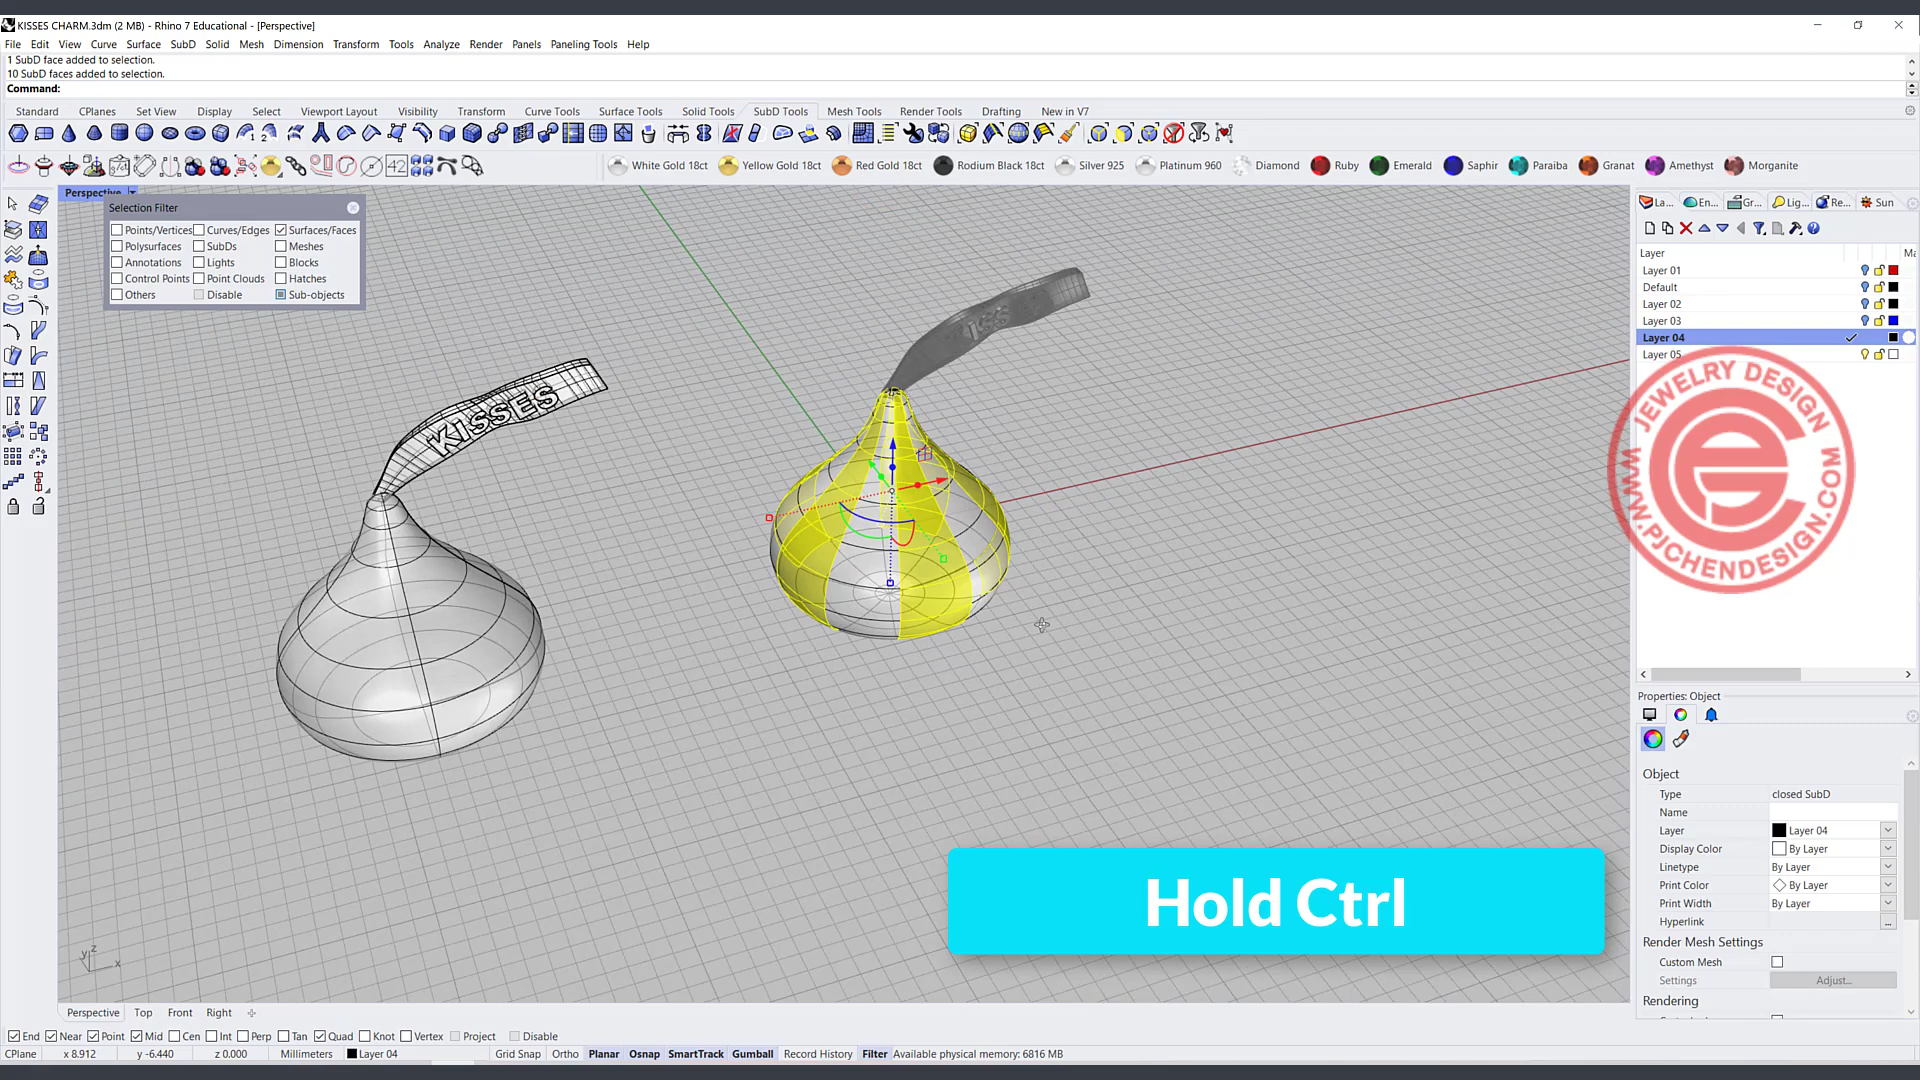 KISSES CHARM.3dm (2 MB) - Rhino 7 Educational - [Perspective]
File Edit View Curve Surface SubD Solid Mesh Dimension Transform Tools Analyze Render Panels Paneling Tools Help
1 SubD face added to selection.
10 SubD faces added to selection.
Command:
Standard CPlanes Set View Display Select Viewport Layout Visibility Transform Curve Tools Surface Tools Solid Tools SubD Tools Mesh Tools Render Tools Drafting New in V7
42 White Gold 18ct Yellow Gold 18ct Red Gold 18ct Rodium Black 18ct Silver 925 Platinum 960 Diamond Ruby Emerald Saphir Paraiba Granat Amethyst Morganite
Perspective
Selection Filter
Points/Vertices Curves/Edges Surfaces/Faces
Polysurfaces SubDs Meshes
Annotations Lights Blocks
Control Points Point Clouds Hatches
Others Disable Sub-objects
KISSES
La... En... Gr... Lig... Re... Sun
Layer Ma
Layer 01
Default
Layer 02
Layer 03
Layer 04
Layer 05
JEWELRY DESIGN
WWW.PJCHENDESIGN.COM
Properties: Object
Object
Type closed SubD
Name
Layer Layer 04
Display Color By Layer
Linetype By Layer
Print Color By Layer
Print Width By Layer
Hyperlink ...
Render Mesh Settings
Custom Mesh
Settings Adjust...
Rendering
Hold Ctrl
z
y
x
Perspective Top Front Right
End Near Point Mid Cen Int Perp Tan Quad Knot Vertex Project Disable
CPlane x 8.912 y -6.440 z 0.000 Millimeters Layer 04 Grid Snap Ortho Planar Osnap SmartTrack Gumball Record History Filter Available physical memory: 6816 MB